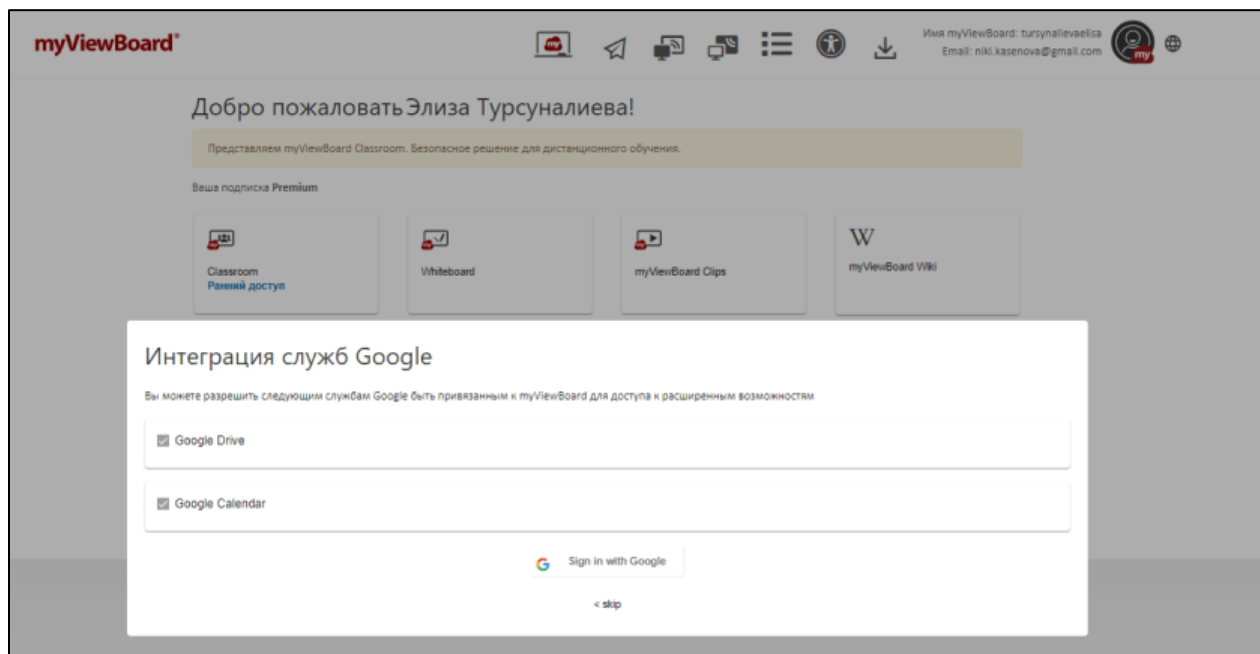 myViewBoard®
Имя myViewBoard: tursynalievaelisa
Email: niki.kasenova@gmail.com
my
my
Добро пожаловать Элиза Турсуналиева!
Представляем myViewBoard Classroom. Безопасное решение для дистанционного обучения.
Ваша подписка Premium
Classroom
Ранний доступ
Whiteboard
myViewBoard Clips
W
myViewBoard Wiki
Интеграция служб Google
Вы можете разрешить следующим службам Google быть привязанным к myViewBoard для доступа к расширенным возможностям
Google Drive
Google Calendar
G Sign in with Google
< skip